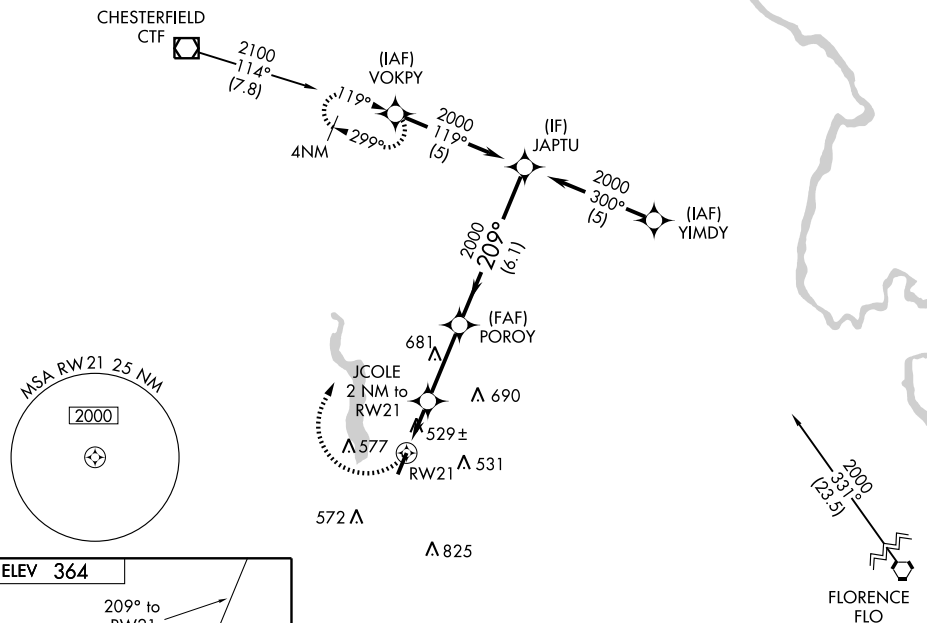 CHESTERFIELD
CTF
2100
114°
(7.8)
(IAF)
VOKPY
119°
299°
4NM
2000
119°
(5)
(IF)
JAPTU
2000
300°
(5)
(IAF)
YIMDY
2000
209°
(6.1)
(FAF)
POROY
681
JCOLE
2 NM to
RW21
690
529±
577
RW21
531
572
825
MSA RW21 25 NM
2000
2000
331°
(23.5)
FLORENCE
FLO
ELEV 364
209° to
RW21